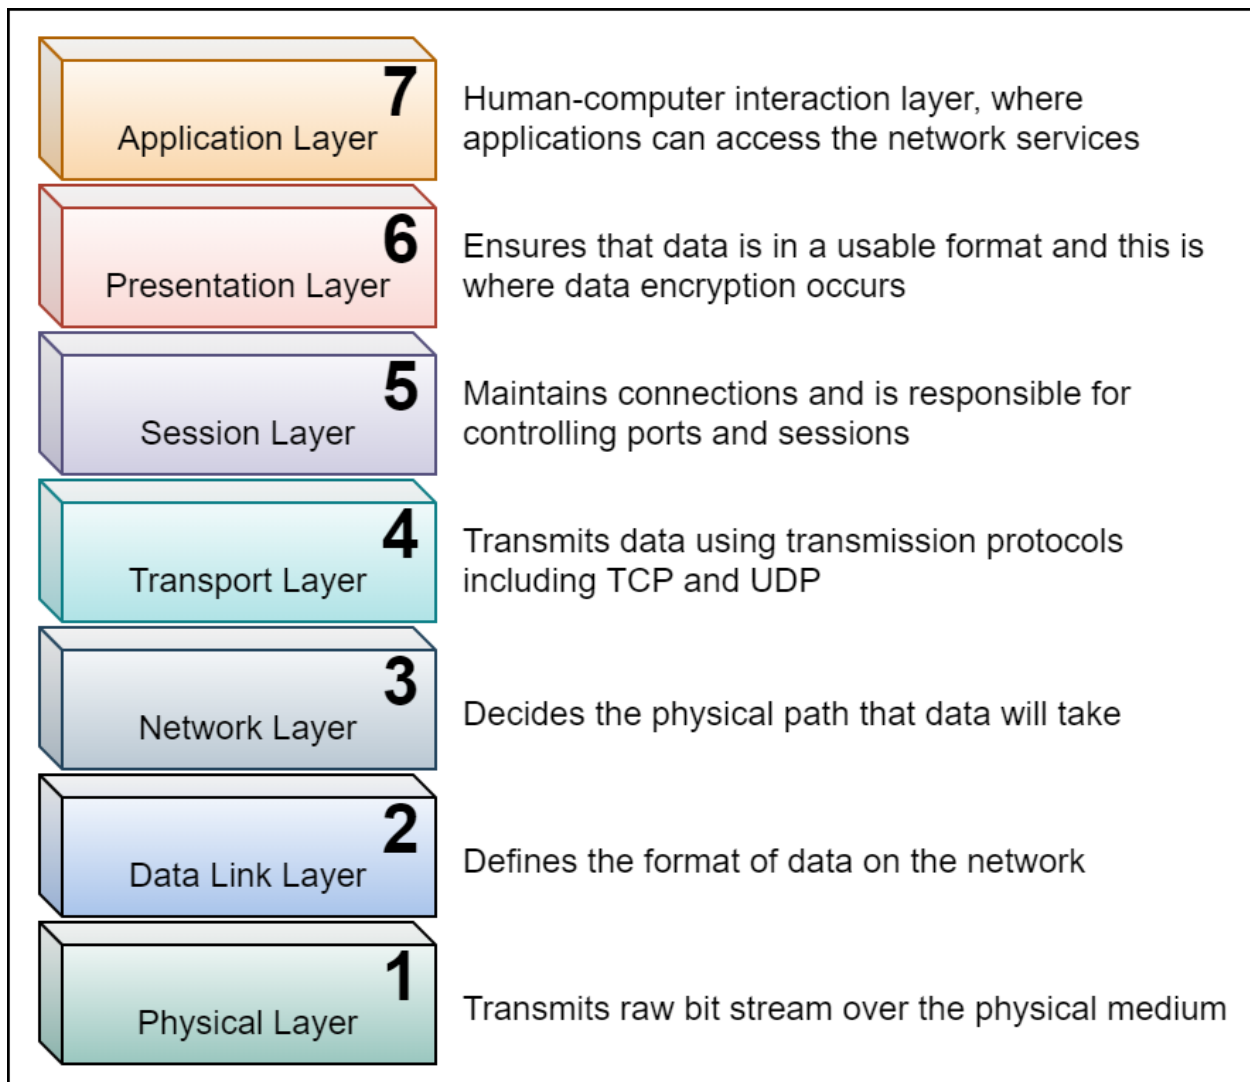 7
Application Layer
Human-computer interaction layer, where
applications can access the network services
6
Presentation Layer
Ensures that data is in a usable format and this is
where data encryption occurs
5
Session Layer
Maintains connections and is responsible for
controlling ports and sessions
4
Transport Layer
Transmits data using transmission protocols
including TCP and UDP
3
Network Layer
Decides the physical path that data will take
2
Data Link Layer
Defines the format of data on the network
1
Physical Layer
Transmits raw bit stream over the physical medium